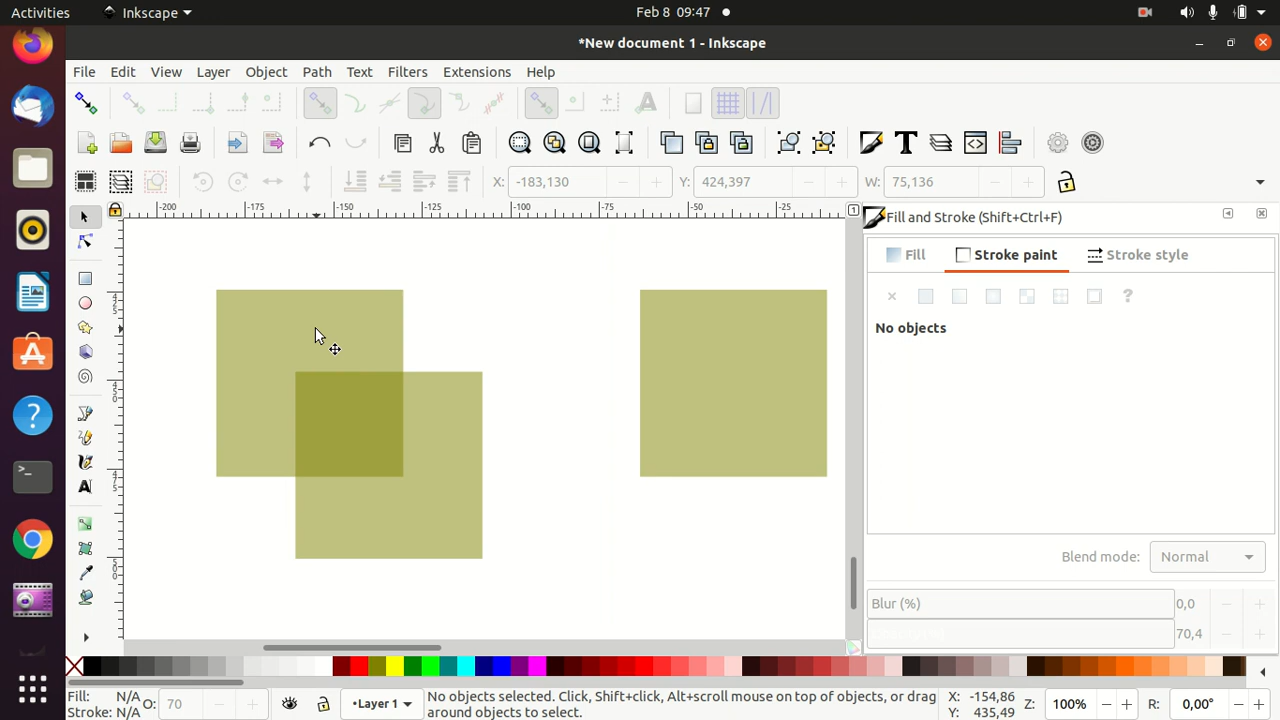 Activities
Inkscape
Feb 8 09:47
*New document 1 - Inkscape
File Edit View Layer Object Path Text Filters Extensions Help
X: -183,130 Y: 424,397 W: 75,136
-200 -175 -150 -125 -100 -75 -50 -25
Fill and Stroke (Shift+Ctrl+F)
Fill Stroke paint Stroke style
No objects
Blend mode: Normal
Blur (%) 0,0
70,4
Fill: N/A O: 70
Stroke: N/A
•Layer 1
No objects selected. Click, Shift+click, Alt+scroll mouse on top of objects, or drag
around objects to select.
X: -154,86
Y: 435,49
Z: 100% R: 0,00°